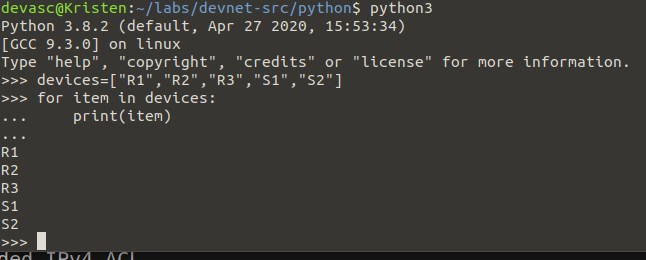 devasc@Kristen:~/labs/devnet-src/python$ python3
Python 3.8.2 (default, Apr 27 2020, 15:53:34)
[GCC 9.3.0] on linux
Type "help", "copyright", "credits" or "license" for more information.
>>> devices=["R1","R2","R3","S1","S2"]
>>> for item in devices:
...     print(item)
...
R1
R2
R3
S1
S2
>>>
ded IPv4 ACL